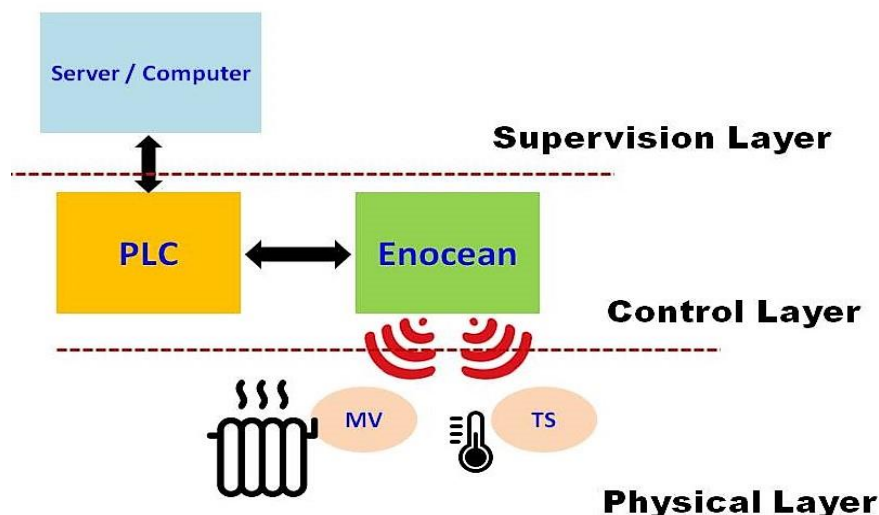 Server / Computer
Supervision Layer
PLC
Enocean
Control Layer
MV
TS
Physical Layer